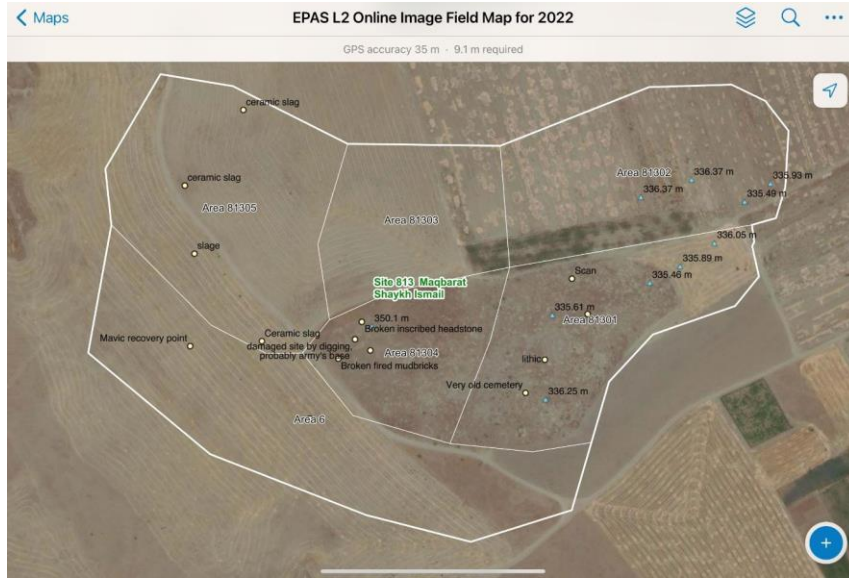 Maps
EPAS L2 Online Image Field Map for 2022
GPS accuracy 35 m · 9.1 m required
ceramic slag
ceramic slag
Area 81305
slage
Area 81303
Area 81302
336.37 m
336.37 m
335.93 m
335.49 m
336.05 m
335.89 m
335.46 m
Scan
Site 813 Maqbarat
Shaykh Ismail
335.61 m
Area 81301
350.1 m
Broken inscribed headstone
Ceramic slag
Mavic recovery point
damaged site by digging,
probably army's base
Area 81304
Broken fired mudbricks
lithic
Very old cemetery
336.25 m
Area 6